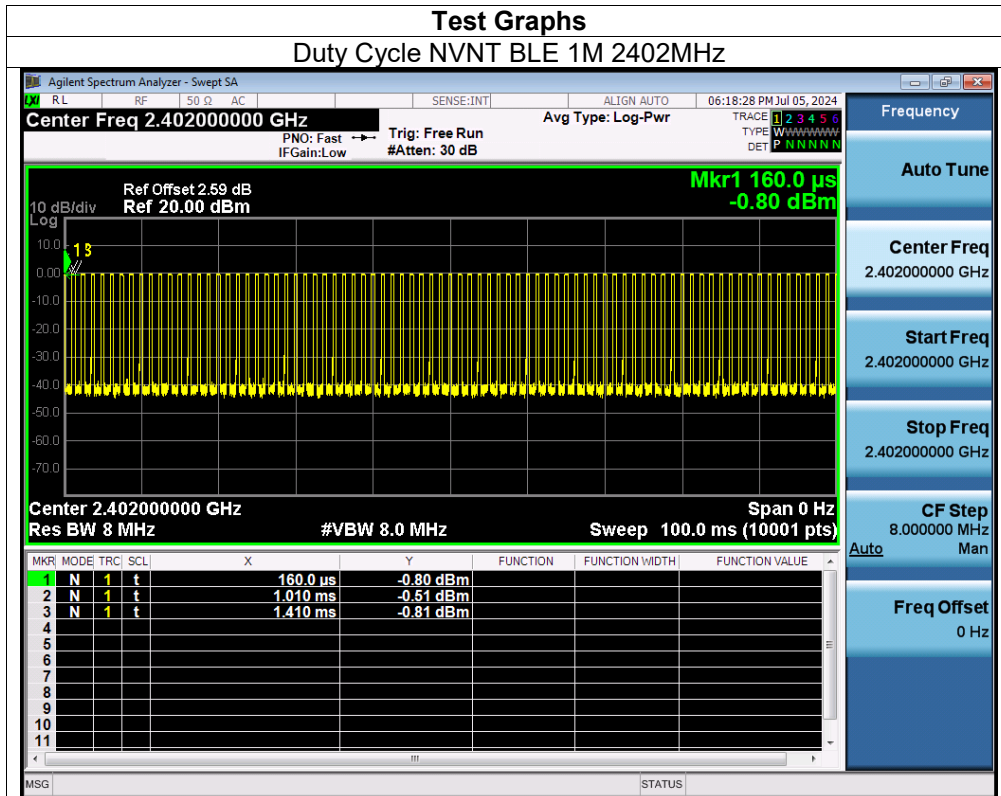 Test Graphs
Duty Cycle NVNT BLE 1M 2402MHz
Agilent Spectrum Analyzer - Swept SA
LXI RL RF 50 Ω AC SENSE:INT ALIGN AUTO 06:18:28 PM Jul 05, 2024
Center Freq 2.402000000 GHz
PNO: Fast
IFGain:Low
Trig: Free Run
#Atten: 30 dB
Avg Type: Log-Pwr
TRACE 1 2 3 4 5 6
TYPE WWWWWW
DET P N N N N N
Ref Offset 2.59 dB
Ref 20.00 dBm
10 dB/div
Log
Mkr1 160.0 µs
-0.80 dBm
10.0
0.00
-10.0
-20.0
-30.0
-40.0
-50.0
-60.0
-70.0
1 3
Center 2.402000000 GHz Span 0 Hz
Res BW 8 MHz #VBW 8.0 MHz Sweep 100.0 ms (10001 pts)
MKR MODE TRC SCL X Y FUNCTION FUNCTION WIDTH FUNCTION VALUE
1 N 1 t 160.0 µs -0.80 dBm
2 N 1 t 1.010 ms -0.51 dBm
3 N 1 t 1.410 ms -0.81 dBm
4
5
6
7
8
9
10
11
MSG STATUS
Frequency
Auto Tune
Center Freq
2.402000000 GHz
Start Freq
2.402000000 GHz
Stop Freq
2.402000000 GHz
CF Step
8.000000 MHz
Auto Man
Freq Offset
0 Hz